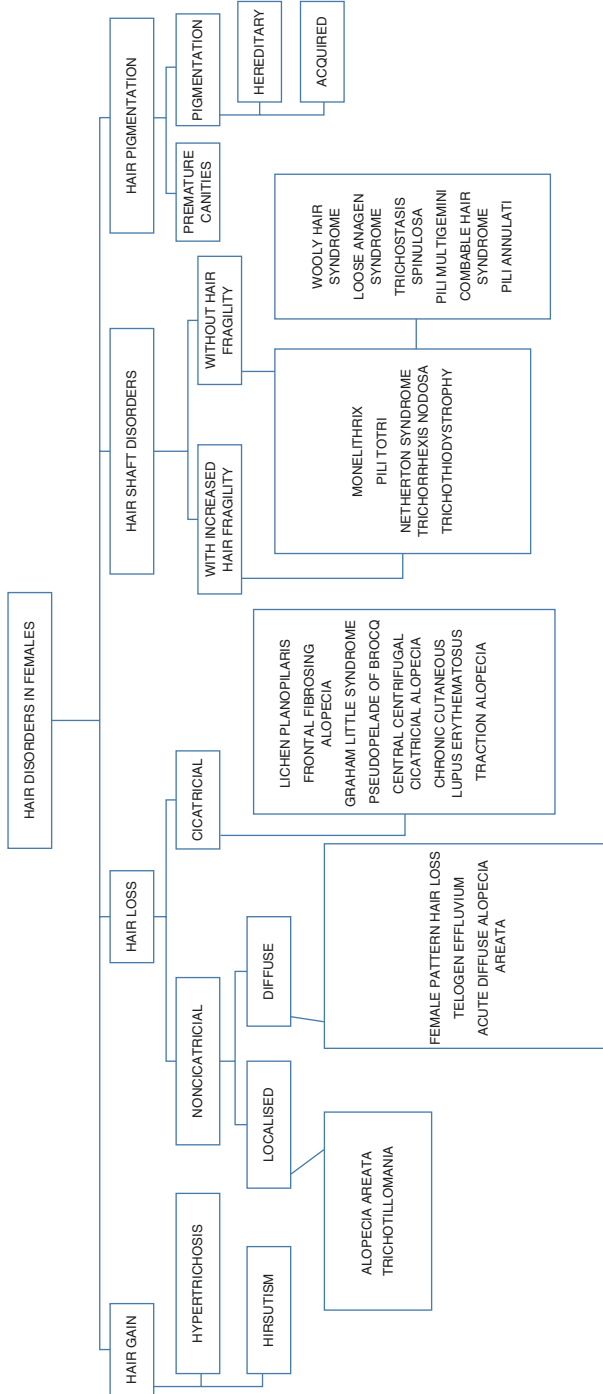 HAIR DISORDERS IN FEMALES
HAIR GAIN
HYPERTRICHOSIS
HIRSUTISM
HAIR LOSS
NONCICATRICIAL
LOCALISED
ALOPECIA AREATA
TRICHOTILLOMANIA
DIFFUSE
FEMALE PATTERN HAIR LOSS
TELOGEN EFFLUVIUM
ACUTE DIFFUSE ALOPECIA
AREATA
CICATRICIAL
LICHEN PLANOPILARIS
FRONTAL FIBROSING
ALOPECIA
GRAHAM LITTLE SYNDROME
PSEUDOPELADE OF BROCQ
CENTRAL CENTRIFUGAL
CICATRICIAL ALOPECIA
CHRONIC CUTANEOUS
LUPUS ERYTHEMATOSUS
TRACTION ALOPECIA
HAIR SHAFT DISORDERS
WITH INCREASED
HAIR FRAGILITY
WITHOUT HAIR
FRAGILITY
MONELITHRIX
PILI TOTRI
NETHERTON SYNDROME
TRICHORRHEXIS NODOSA
TRICHOTHIODYSTROPHY
WOOLY HAIR
SYNDROME
LOOSE ANAGEN
SYNDROME
TRICHOSTASIS
SPINULOSA
PILI MULTIGEMINI
COMBABLE HAIR
SYNDROME
PILI ANNULATI
HAIR PIGMENTATION
PREMATURE
CANITIES
PIGMENTATION
HEREDITARY
ACQUIRED